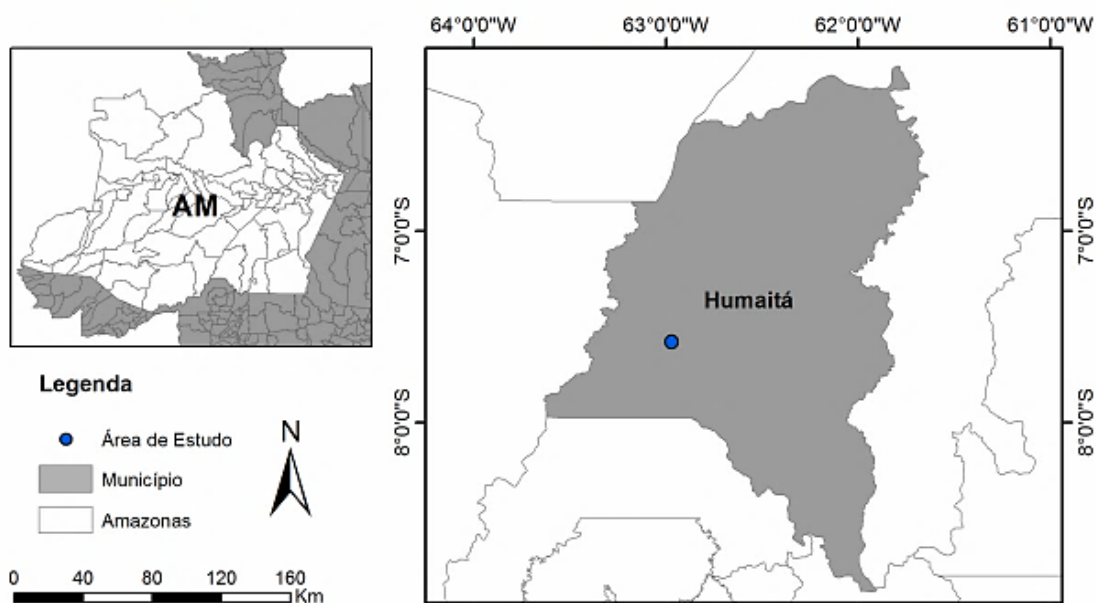 64°0'0"W 63°0'0"W 62°0'0"W 61°0'0"W
AM
7°0'0"S 7°0'0"S
Humaitá
Legenda
Área de Estudo
Município
Amazonas
N
8°0'0"S 8°0'0"S
0 40 80 120 160
Km